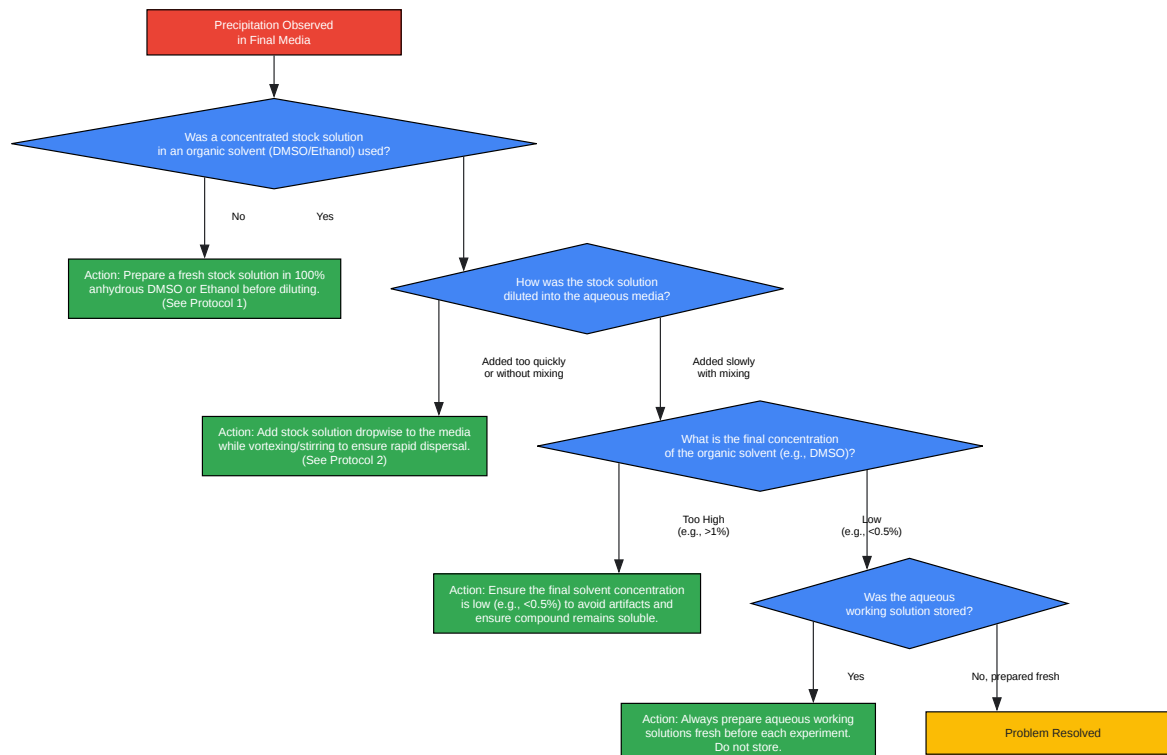 Precipitation Observed
in Final Media
Was a concentrated stock solution
in an organic solvent (DMSO/Ethanol) used?
No
Yes
Action: Prepare a fresh stock solution in 100%
anhydrous DMSO or Ethanol before diluting.
(See Protocol 1)
How was the stock solution
diluted into the aqueous media?
Added too quickly
or without mixing
Added slowly
with mixing
Action: Add stock solution dropwise to the media
while vortexing/stirring to ensure rapid dispersal.
(See Protocol 2)
What is the final concentration
of the organic solvent (e.g., DMSO)?
Too High
(e.g., >1%)
Low
(e.g., <0.5%)
Action: Ensure the final solvent concentration
is low (e.g., <0.5%) to avoid artifacts and
ensure compound remains soluble.
Was the aqueous
working solution stored?
Yes
No, prepared fresh
Action: Always prepare aqueous working
solutions fresh before each experiment.
Do not store.
Problem Resolved